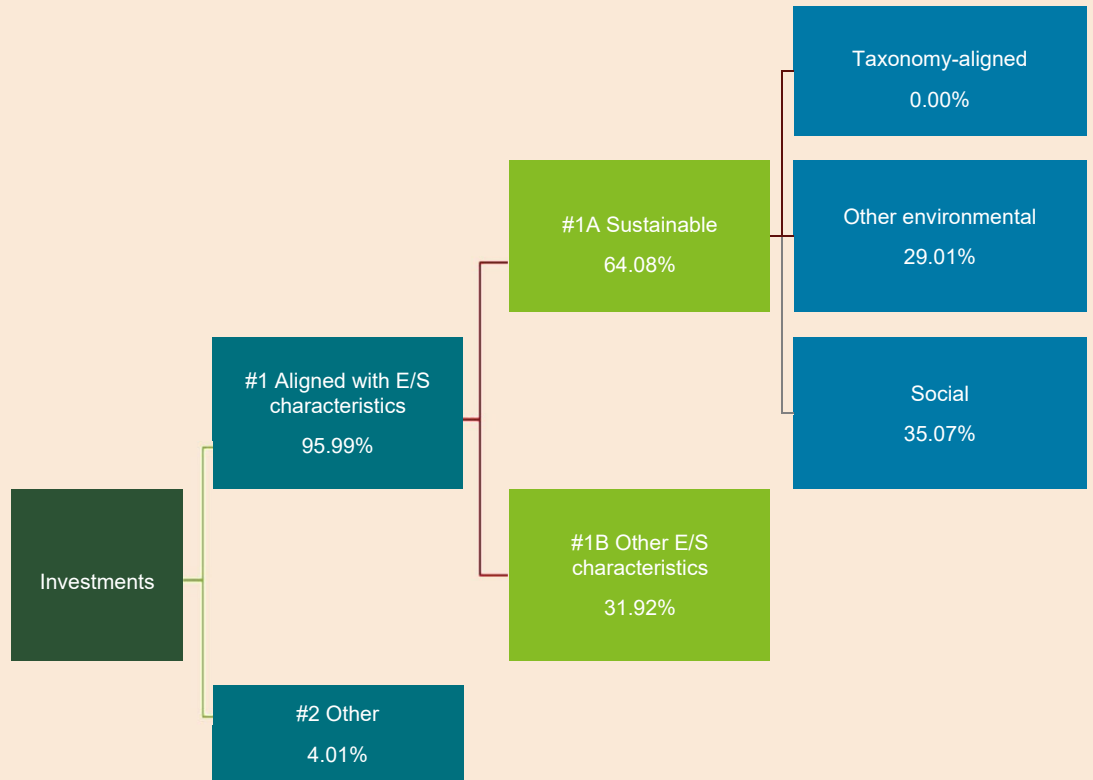 Taxonomy-aligned
0.00%
#1A Sustainable
64.08%
Other environmental
29.01%
#1 Aligned with E/S
characteristics
95.99%
Social
35.07%
Investments
#1B Other E/S
characteristics
31.92%
#2 Other
4.01%